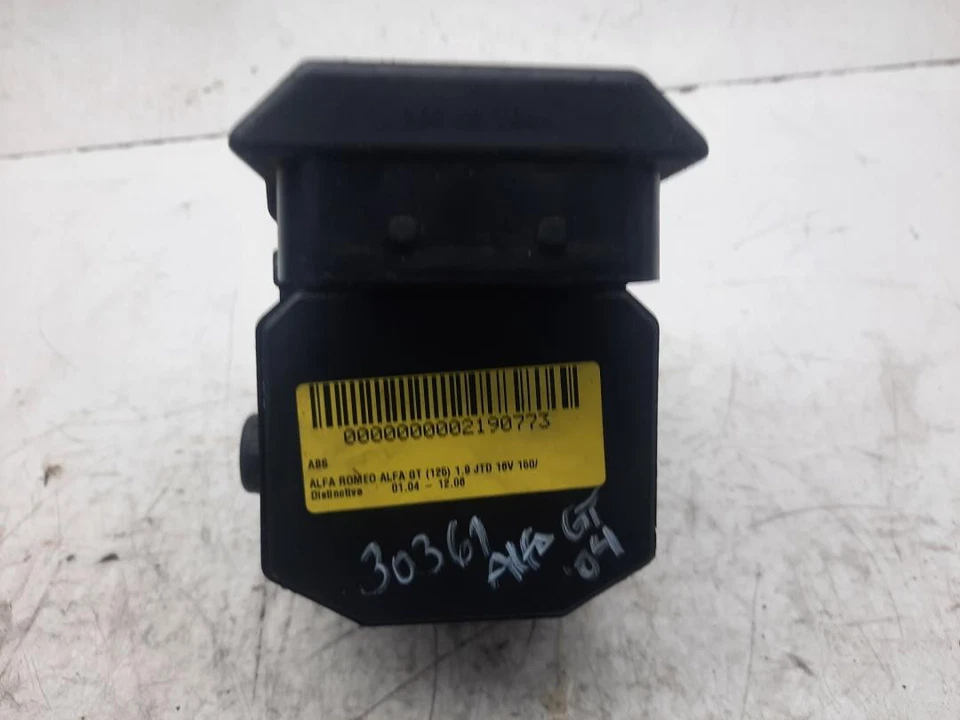 0000000002190773
ABS
ALFA ROMEO ALFA GT (125) 1.9 JTD 16V 150/
Distinctive 01.04 - 12.06
30361 ALFA GT
04